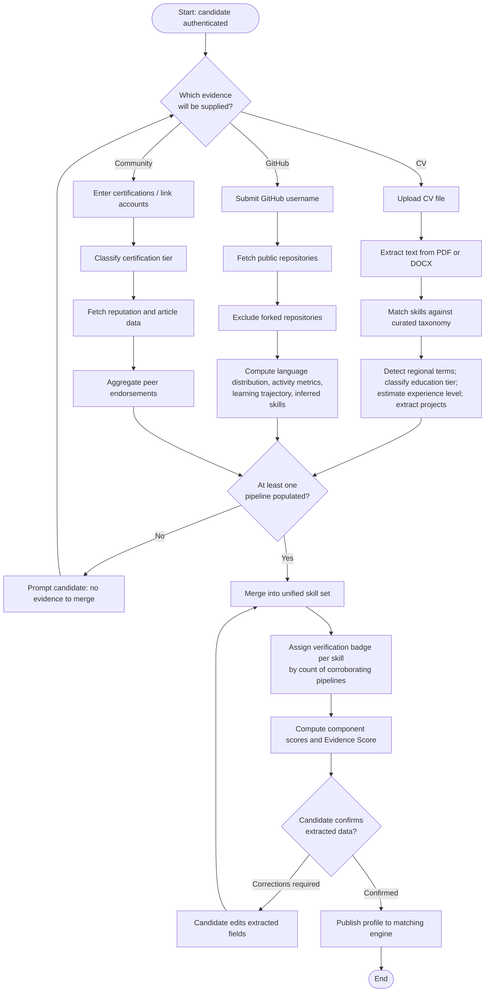 Start: candidate
authenticated
Which evidence
will be supplied?
Community
GitHub
CV
Enter certifications / link
accounts
Submit GitHub username
Upload CV file
Classify certification tier
Fetch public repositories
Extract text from PDF or
DOCX
Fetch reputation and article
data
Exclude forked repositories
Match skills against
curated taxonomy
Aggregate peer
endorsements
Compute language
distribution, activity metrics,
learning trajectory, inferred
skills
Detect regional terms;
classify education tier;
estimate experience level;
extract projects
At least one
pipeline populated?
No
Yes
Prompt candidate: no
evidence to merge
Merge into unified skill set
Assign verification badge
per skill
by count of corroborating
pipelines
Compute component
scores and Evidence Score
Candidate confirms
extracted data?
Corrections required
Confirmed
Candidate edits extracted
fields
Publish profile to matching
engine
End